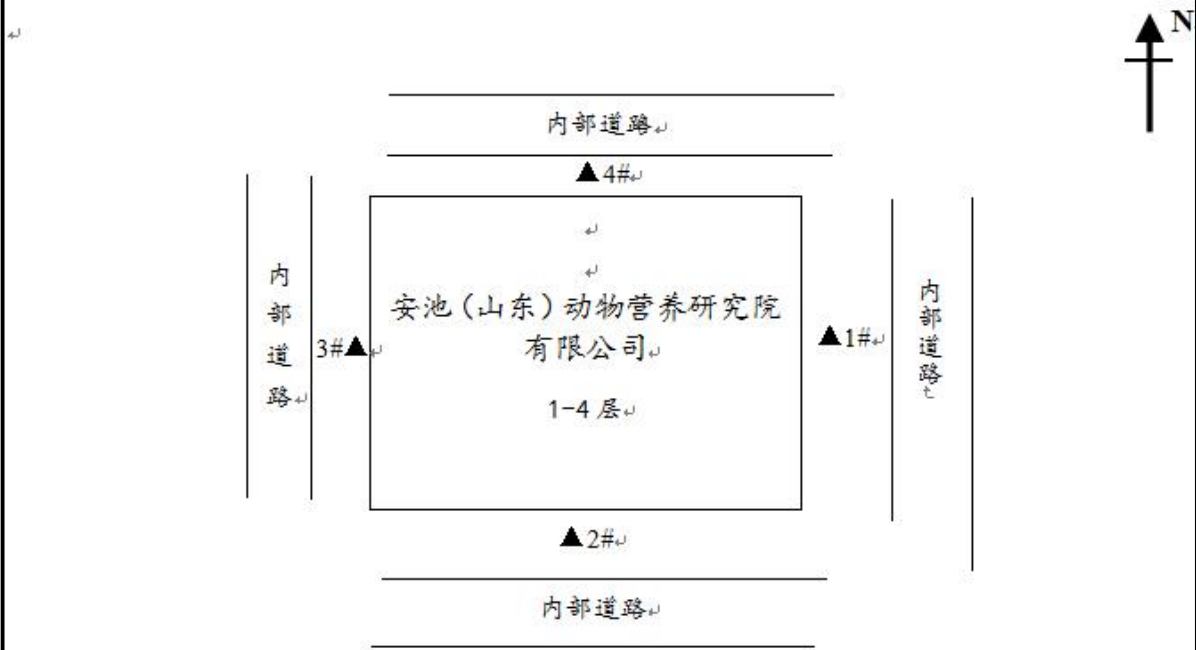 N
内部道路
▲4#
内部道路
安池（山东）动物营养研究院
有限公司
1-4 层
3#▲
▲1#
内部道路
▲2#
内部道路